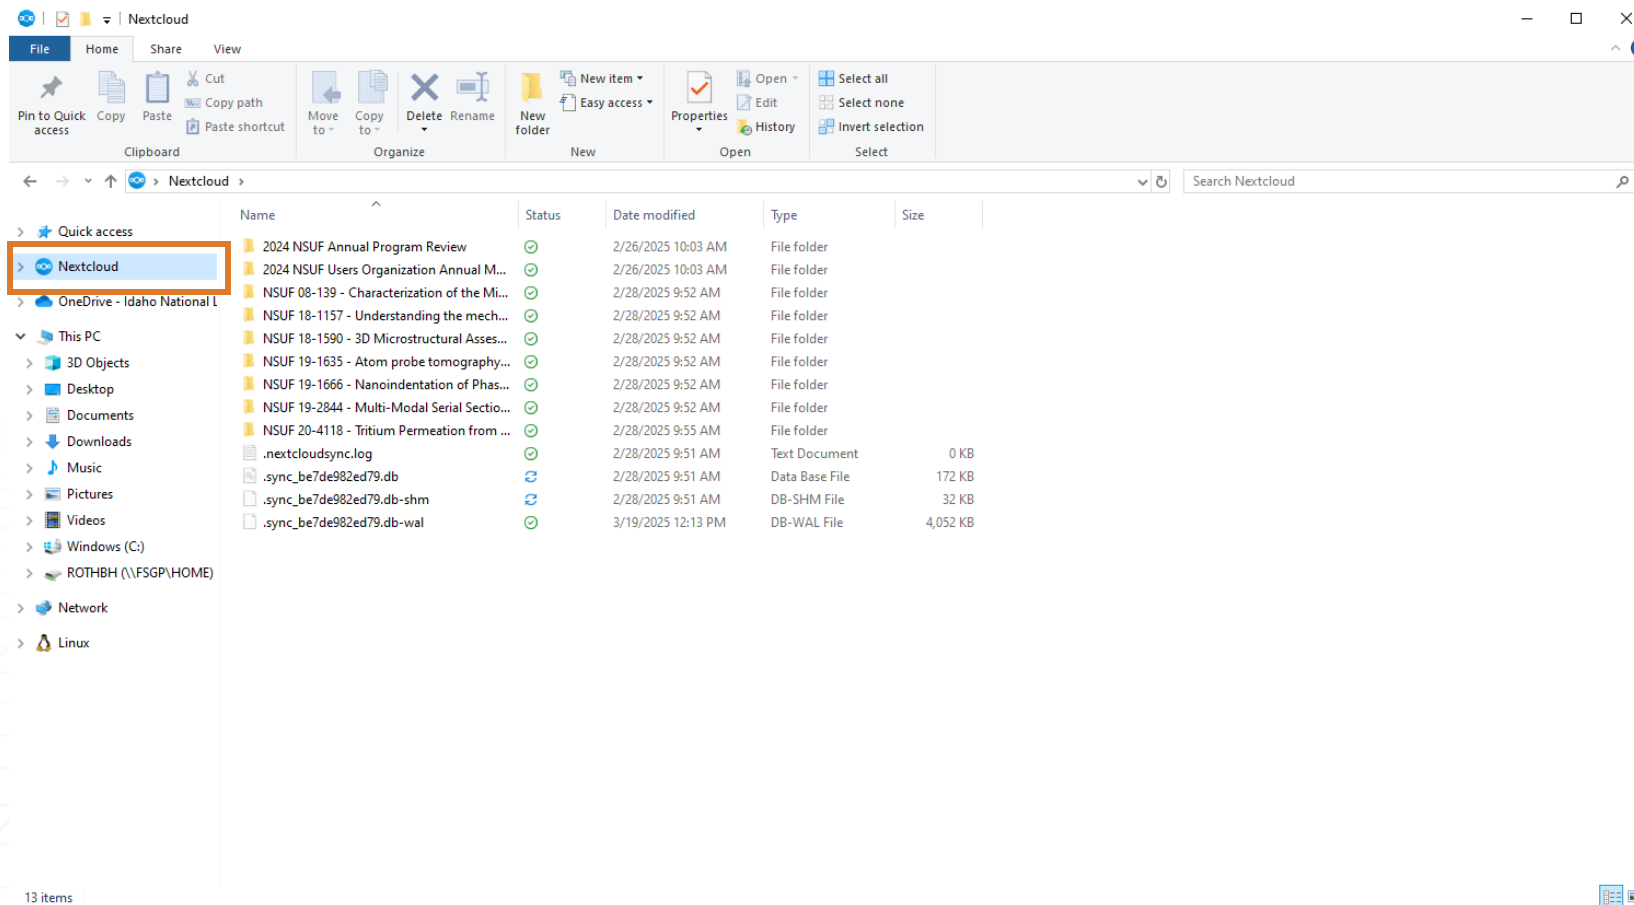 Nextcloud
File Home Share View
Pin to Quick access
Copy
Paste
Cut
Copy path
Paste shortcut
Clipboard
Move to
Copy to
Delete
Rename
Organize
New folder
New item
Easy access
New
Properties
Open
Edit
History
Open
Select all
Select none
Invert selection
Select
Nextcloud
Search Nextcloud
Quick access
Nextcloud
OneDrive - Idaho National L
This PC
3D Objects
Desktop
Documents
Downloads
Music
Pictures
Videos
Windows (C:)
ROTHBH (\\FSGP\HOME)
Network
Linux
Name Status Date modified Type Size
2024 NSUF Annual Program Review 2/26/2025 10:03 AM File folder
2024 NSUF Users Organization Annual M... 2/26/2025 10:03 AM File folder
NSUF 08-139 - Characterization of the Mi... 2/28/2025 9:52 AM File folder
NSUF 18-1157 - Understanding the mech... 2/28/2025 9:52 AM File folder
NSUF 18-1590 - 3D Microstructural Asses... 2/28/2025 9:52 AM File folder
NSUF 19-1635 - Atom probe tomography... 2/28/2025 9:52 AM File folder
NSUF 19-1666 - Nanoindentation of Phas... 2/28/2025 9:52 AM File folder
NSUF 19-2844 - Multi-Modal Serial Sectio... 2/28/2025 9:52 AM File folder
NSUF 20-4118 - Tritium Permeation from ... 2/28/2025 9:55 AM File folder
.nextcloudsync.log 2/28/2025 9:51 AM Text Document 0 KB
.sync_be7de982ed79.db 2/28/2025 9:51 AM Data Base File 172 KB
.sync_be7de982ed79.db-shm 2/28/2025 9:51 AM DB-SHM File 32 KB
.sync_be7de982ed79.db-wal 3/19/2025 12:13 PM DB-WAL File 4,052 KB
13 items